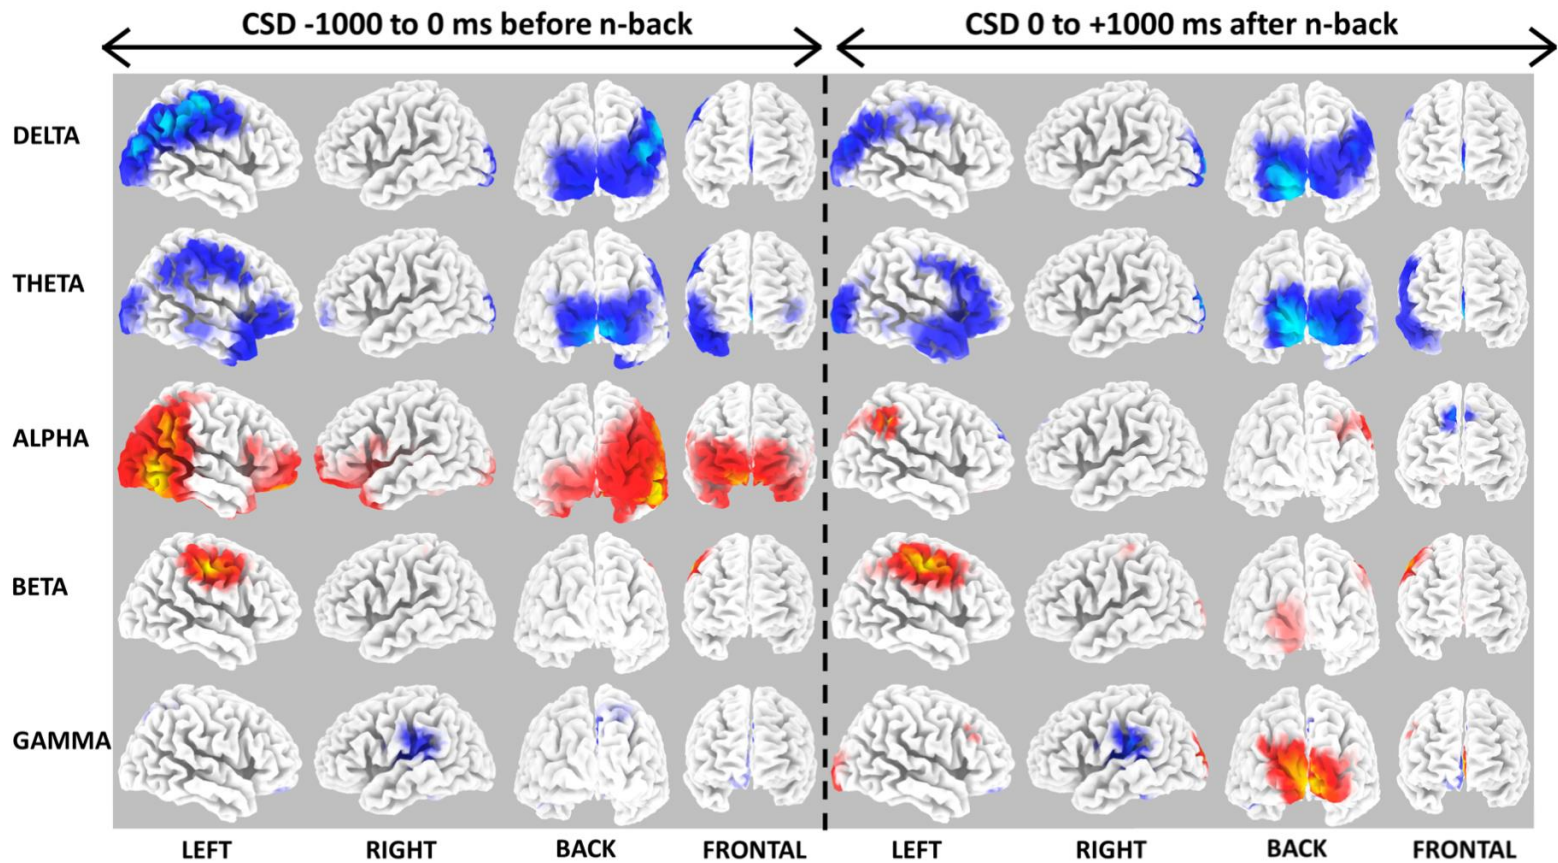 CSD -1000 to 0 ms before n-back
CSD 0 to +1000 ms after n-back
DELTA
THETA
ALPHA
BETA
GAMMA
LEFT RIGHT BACK FRONTAL LEFT RIGHT BACK FRONTAL